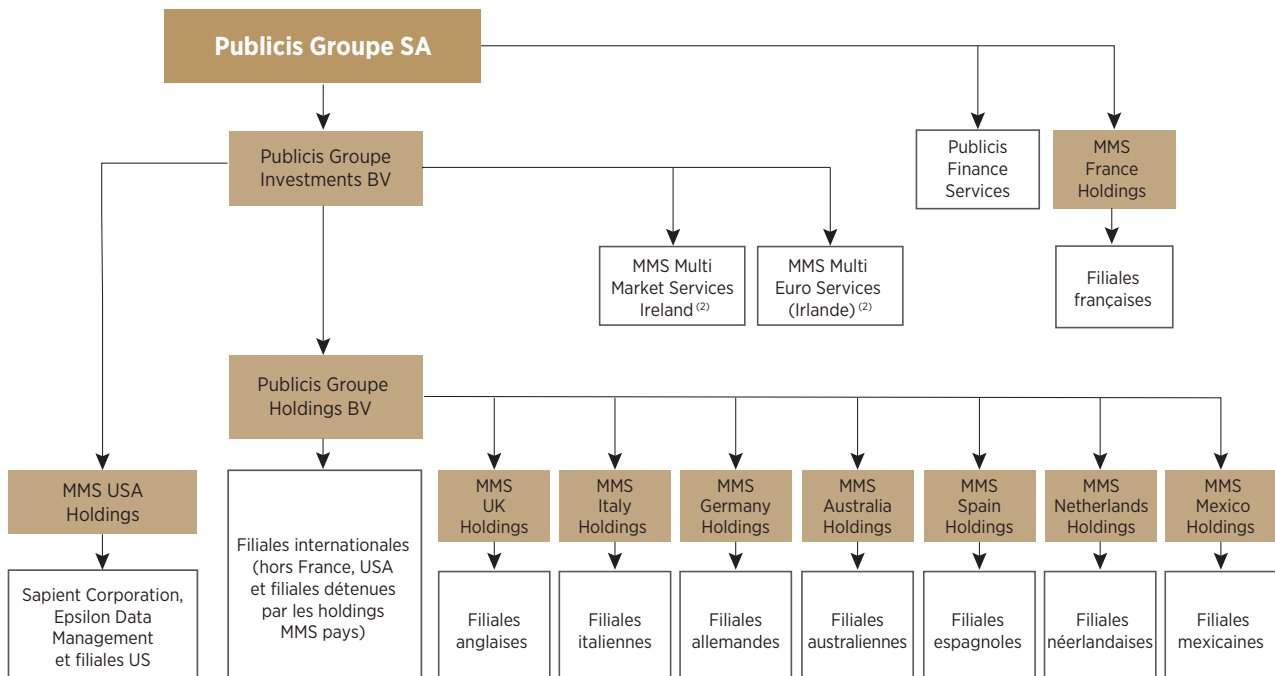 Publicis Groupe SA
Publicis Groupe
Investments BV
Publicis
Finance
Services
MMS
France
Holdings
MMS Multi
Market Services
Ireland (2)
MMS Multi
Euro Services
(Irlande) (2)
Filiales
françaises
Publicis Groupe
Holdings BV
MMS USA
Holdings
MMS
UK
Holdings
MMS
Italy
Holdings
MMS
Germany
Holdings
MMS
Australia
Holdings
MMS
Spain
Holdings
MMS
Netherlands
Holdings
MMS
Mexico
Holdings
Sapient Corporation,
Epsilon Data
Management
et filiales US
Filiales internationales
(hors France, USA
et filiales détenues
par les holdings
MMS pays)
Filiales
anglaises
Filiales
italiennes
Filiales
allemandes
Filiales
australiennes
Filiales
espagnoles
Filiales
néerlandaises
Filiales
mexicaines